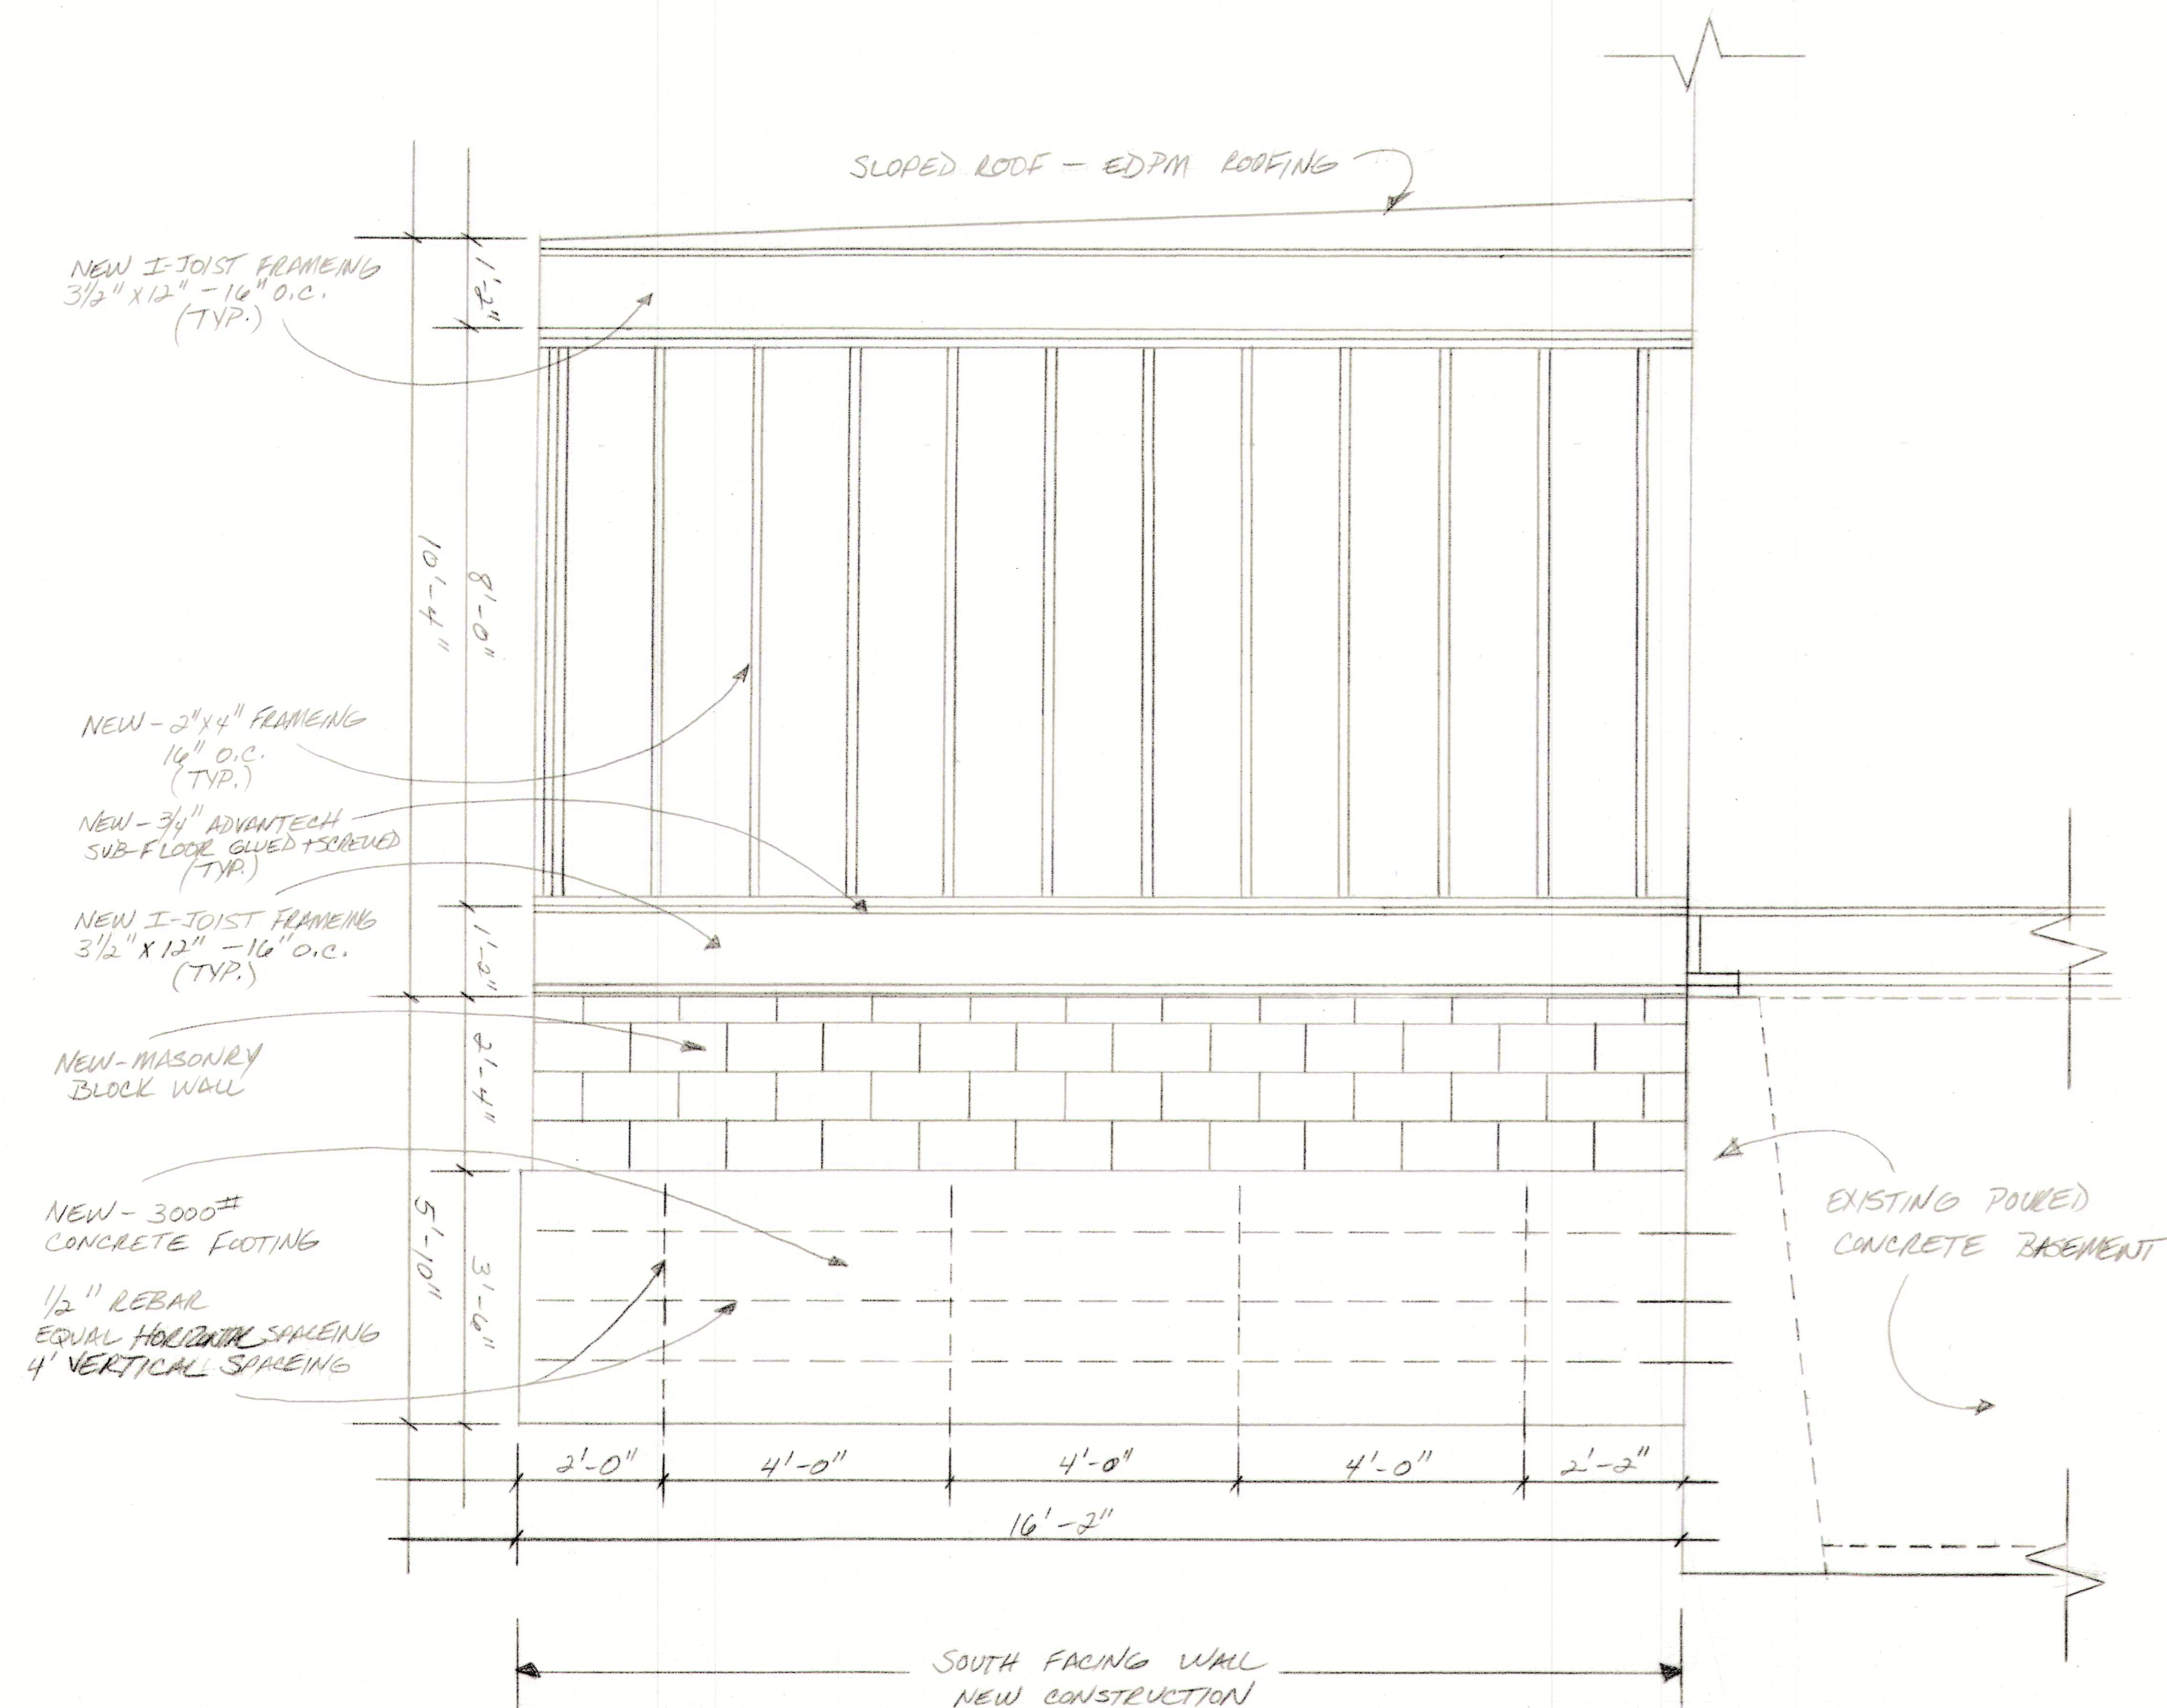 SLOPED ROOF - EDPM ROOFING
NEW I-JOIST FRAMEING
3 1/2" X 12" - 16" O.C.
(TYP.)
1'-2"
8'-0"
10'-4"
NEW - 2" X 4" FRAMEING
16" O.C.
(TYP.)
NEW - 3/4" ADVANTECH
SUB-FLOOR GLUED + SCREWED
(TYP.)
NEW I-JOIST FRAMEING
3 1/2" X 12" - 16" O.C.
(TYP.)
1'-2"
NEW - MASONRY
BLOCK WALL
2'-4"
NEW - 3000#
CONCRETE FOOTING
1/2" REBAR
EQUAL HORIZONTAL SPACEING
4' VERTICAL SPACEING
5'-10"
3'-6"
EXISTING POURED
CONCRETE BASEMENT
2'-0" 4'-0" 4'-0" 4'-0" 2'-2"
16'-2"
SOUTH FACING WALL
NEW CONSTRUCTION